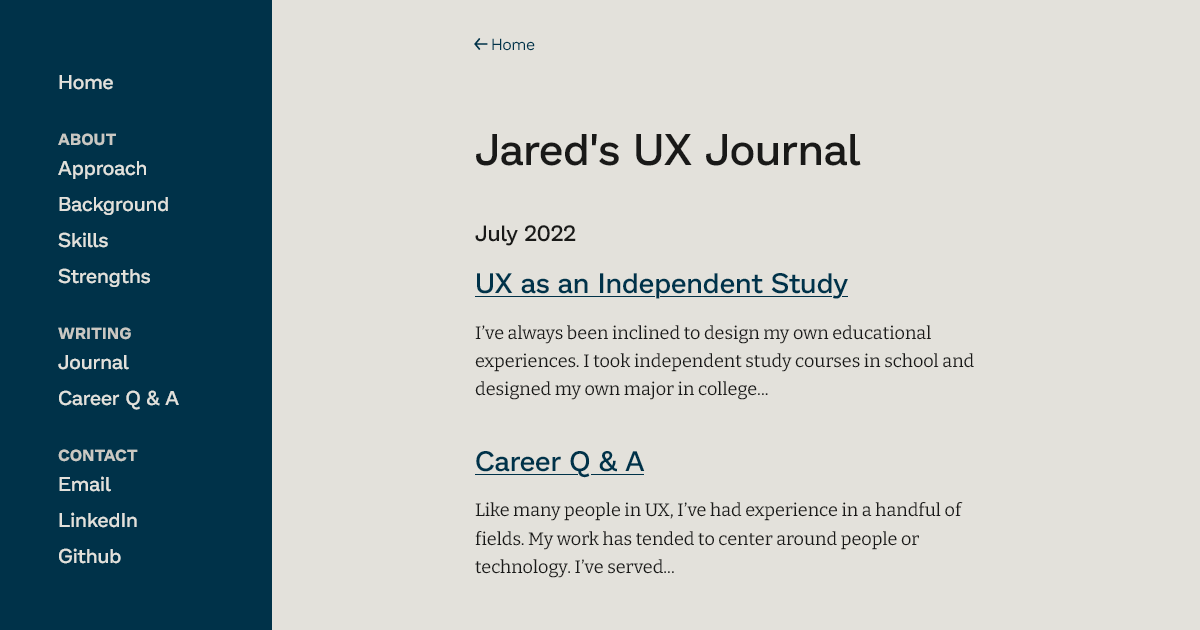 Home
ABOUT
Approach
Background
Skills
Strengths
WRITING
Journal
Career Q & A
CONTACT
Email
LinkedIn
Github
← Home
Jared's UX Journal
July 2022
UX as an Independent Study
I’ve always been inclined to design my own educational
experiences. I took independent study courses in school and
designed my own major in college...
Career Q & A
Like many people in UX, I’ve had experience in a handful of
fields. My work has tended to center around people or
technology. I’ve served...